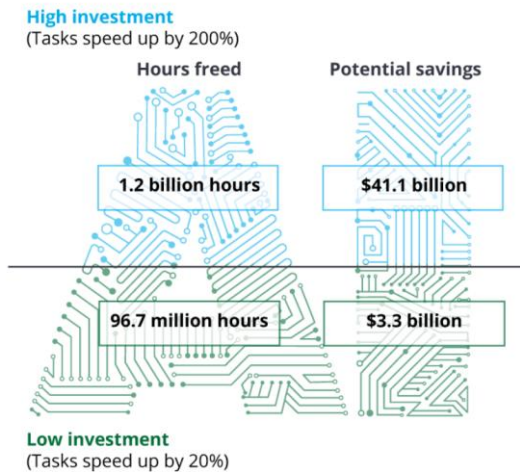 High investment
(Tasks speed up by 200%)
Hours freed
Potential savings
1.2 billion hours
$41.1 billion
96.7 million hours
$3.3 billion
Low investment
(Tasks speed up by 20%)